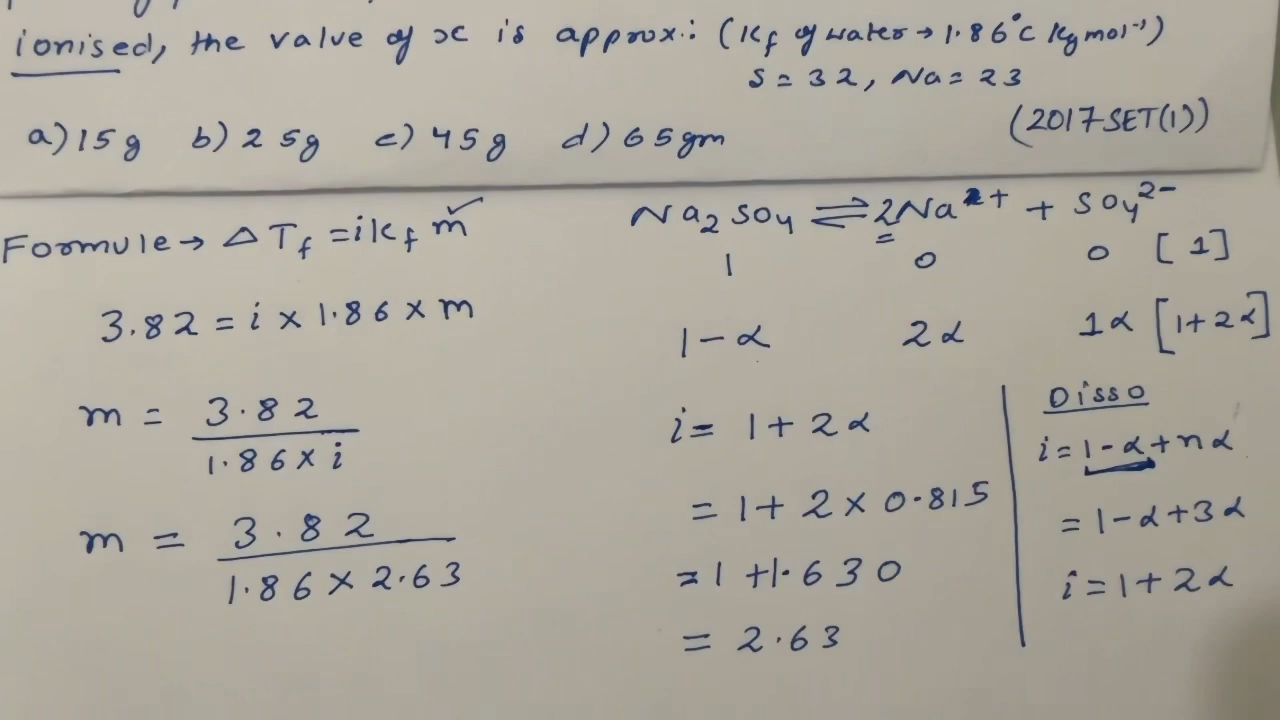 ionised, the value of x is approx.: (Kf of water → 1.86°C Kg mol⁻¹)
S = 32, Na = 23
(2017 SET(1))
a) 15g b) 25g c) 45g d) 65gm
Formule → ΔTf = i kf m ✓
3.82 = i × 1.86 × m
m = 3.82 / 1.86 × i
m = 3.82 / 1.86 × 2.63
Na₂SO₄ ⇌ 2Na⁺ + SO₄²⁻
1 0 0 [1]
1-α 2α 1α [1+2α]
i = 1 + 2α
= 1 + 2 × 0.815
= 1 + 1.630
= 2.63
Disso
i = 1-α + nα
= 1-α+3α
i = 1+2α